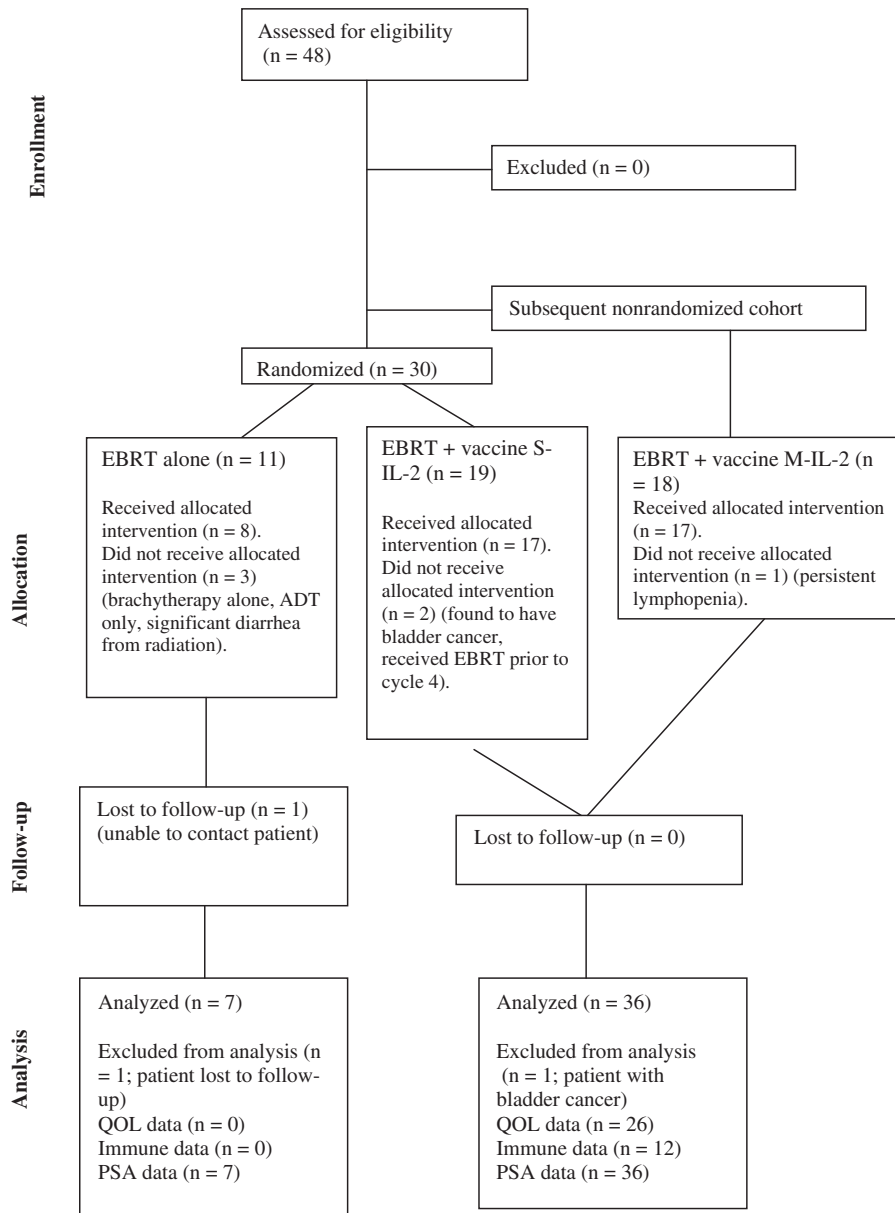 Assessed for eligibility
(n = 48)
Enrollment
Excluded (n = 0)
Subsequent nonrandomized cohort
Randomized (n = 30)
Allocation
EBRT alone (n = 11)
Received allocated
intervention (n = 8).
Did not receive allocated
intervention (n = 3)
(brachytherapy alone, ADT
only, significant diarrhea
from radiation).
EBRT + vaccine S-
IL-2 (n = 19)
Received allocated
intervention (n = 17).
Did not receive
allocated intervention
(n = 2) (found to have
bladder cancer,
received EBRT prior to
cycle 4).
EBRT + vaccine M-IL-2 (n
= 18)
Received allocated intervention
(n = 17).
Did not receive allocated
intervention (n = 1) (persistent
lymphopenia).
Follow-up
Lost to follow-up (n = 1)
(unable to contact patient)
Lost to follow-up (n = 0)
Analysis
Analyzed (n = 7)
Excluded from analysis (n
= 1; patient lost to follow-
up)
QOL data (n = 0)
Immune data (n = 0)
PSA data (n = 7)
Analyzed (n = 36)
Excluded from analysis
(n = 1; patient with
bladder cancer)
QOL data (n = 26)
Immune data (n = 12)
PSA data (n = 36)